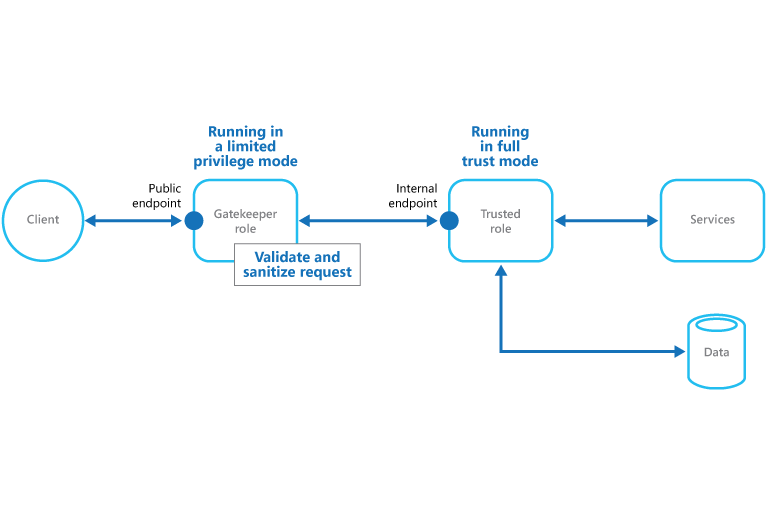 Running in
a limited
privilege mode
Running
in full
trust mode
Client
Public
endpoint
Gatekeeper
role
Validate and
sanitize request
Internal
endpoint
Trusted
role
Services
Data